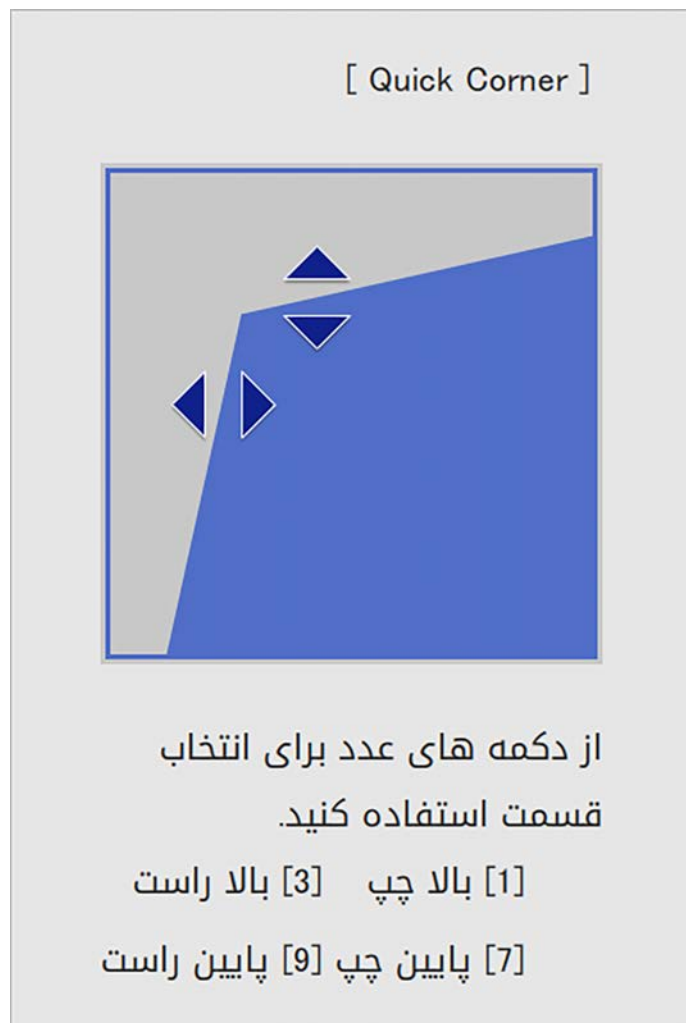 [ Quick Corner ]
از دکمه های عدد برای انتخاب
قسمت استفاده کنید.
[1] بالا چپ [3] بالا راست
[7] پایین چپ [9] پایین راست